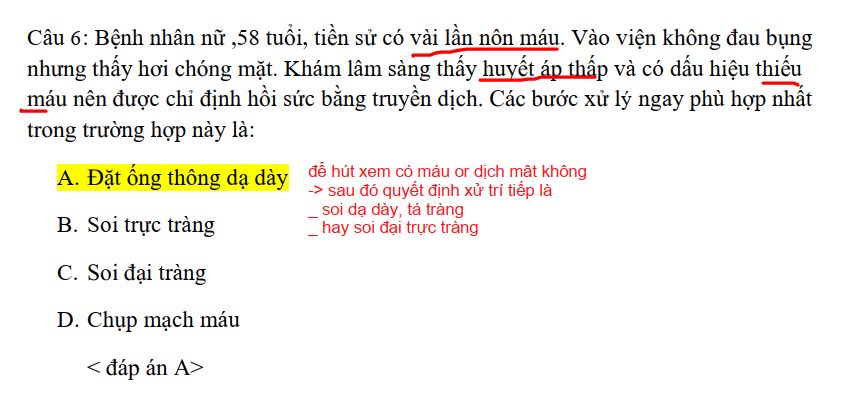 Câu 6: Bệnh nhân nữ ,58 tuổi, tiền sử có vài lần nôn máu. Vào viện không đau bụng
nhưng thấy hơi chóng mặt. Khám lâm sàng thấy huyết áp thấp và có dấu hiệu thiếu
máu nên được chỉ định hồi sức bằng truyền dịch. Các bước xử lý ngay phù hợp nhất
trong trường hợp này là:
A. Đặt ống thông dạ dày
để hút xem có máu or dịch mât không
-> sau đó quyết định xử trí tiếp là
_ soi dạ dày, tá tràng
_ hay soi đại trực tràng
B. Soi trực tràng
C. Soi đại tràng
D. Chụp mạch máu
< đáp án A>